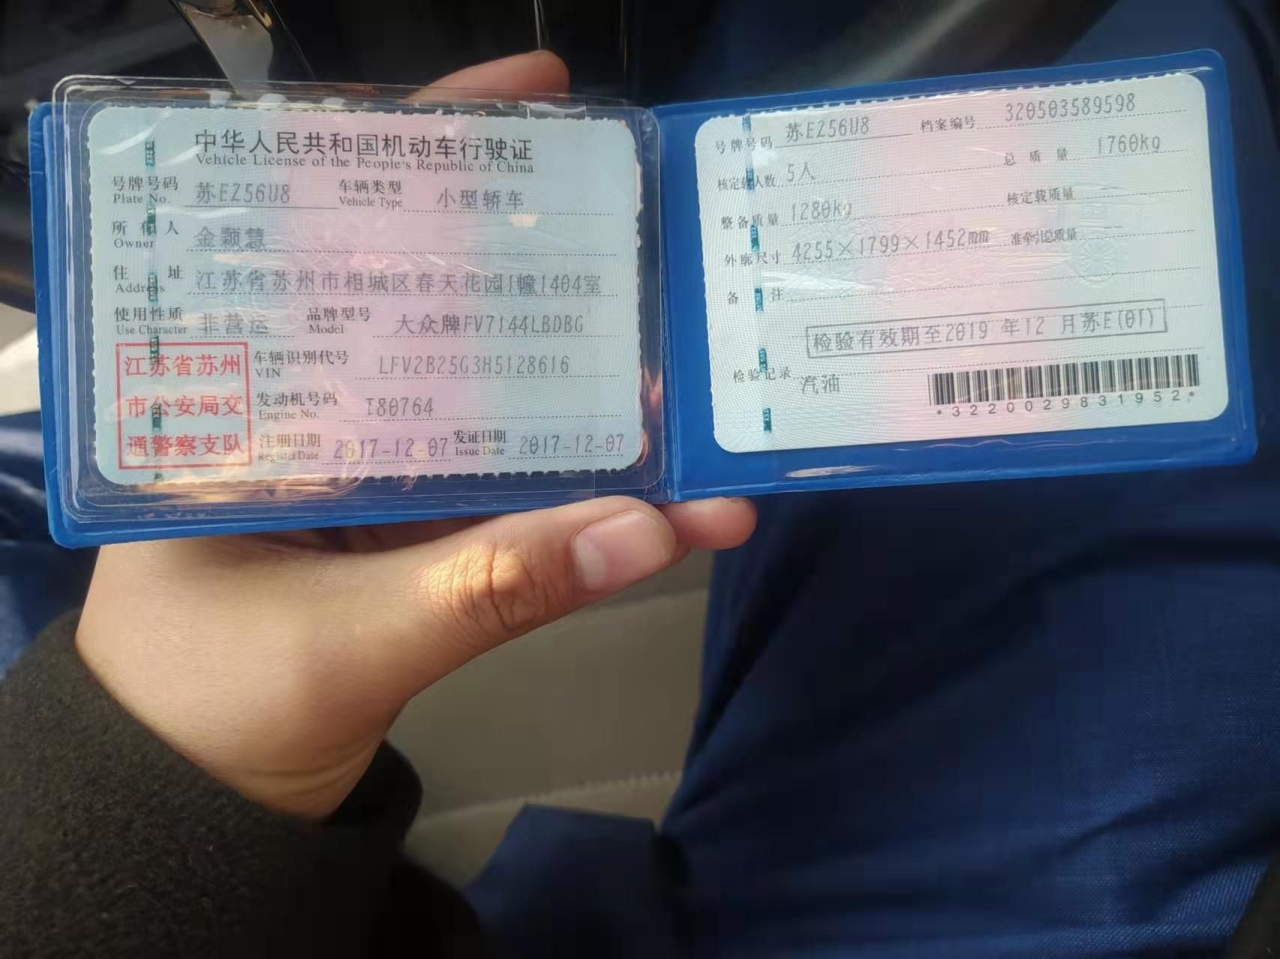 中华人民共和国机动车行驶证
Vehicle License of the People's Republic of China
号牌号码 苏EZ56U8 车辆类型 小型轿车
Plate No. Vehicle Type
所有人 金颖慧
Owner
住址 江苏省苏州市相城区春天花园1幢1404室
Address
使用性质 非营运 品牌型号 大众牌FV7144LBDBG
Use Character Model
江苏省苏州
市公安局交
通警察支队
车辆识别代号 LFV2B25G3H5128616
VIN
发动机号码 T80764
Engine No.
注册日期 2017-12-07 发证日期 2017-12-07
Register Date Issue Date
号牌号码 苏EZ56U8 档案编号 320503589598
核定载人数 5人 总质量 1760kg
整备质量 1280kg 核定载质量 --
外廓尺寸 4255×1799×1452mm 准牵引总质量 --
备注
检验有效期至2019 年12 月苏E(01)
检验记录 汽油
*3220029831952*